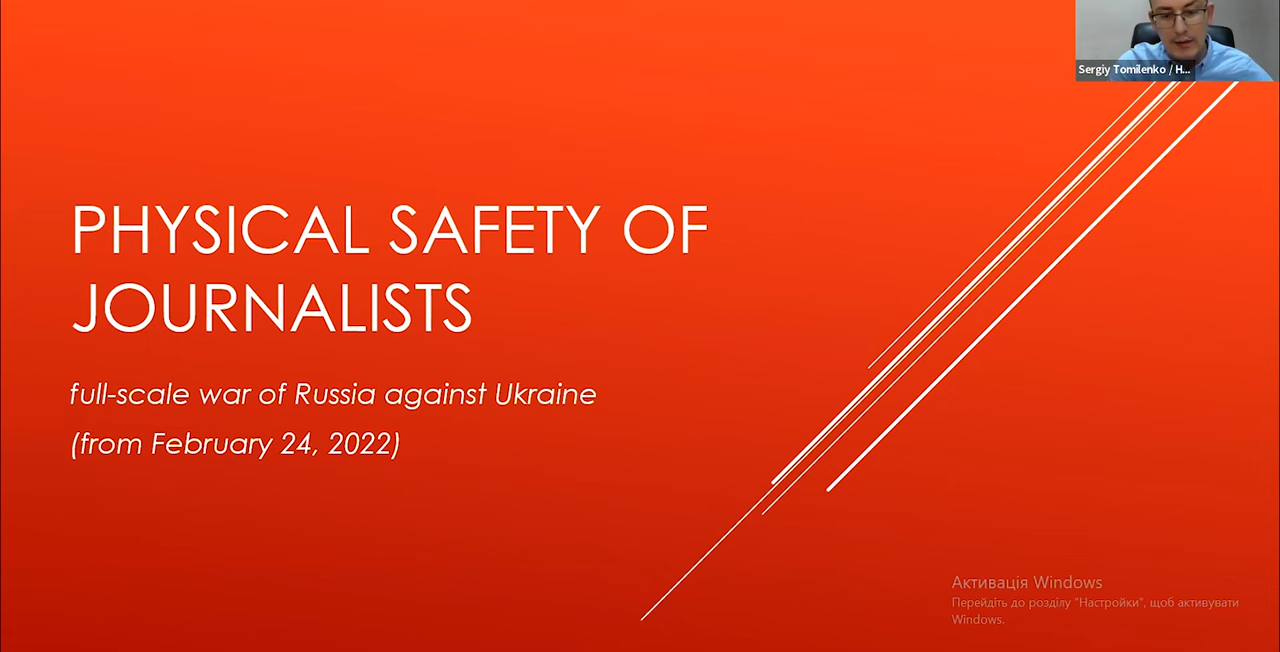 Sergiy Tomilenko / H...
PHYSICAL SAFETY OF
JOURNALISTS
full-scale war of Russia against Ukraine
(from February 24, 2022)
Активація Windows
Перейдіть до розділу "Настройки", щоб активувати
Windows.